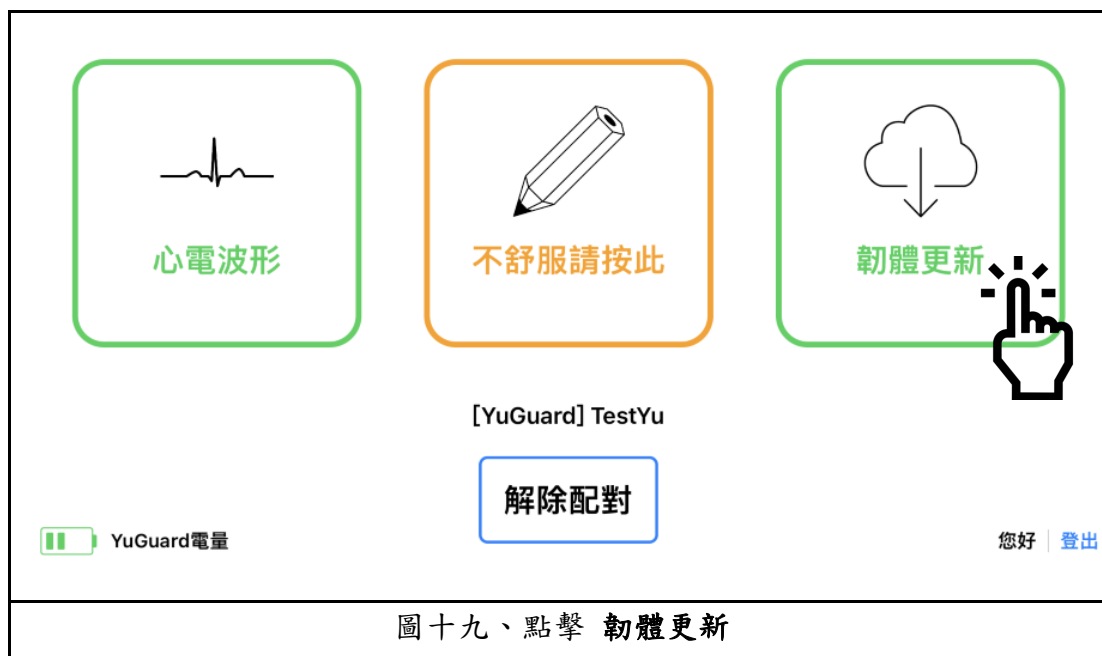 心電波形
不舒服請按此
韌體更新
[YuGuard] TestYu
解除配對
YuGuard電量
您好 登出
圖十九、點擊 韌體更新